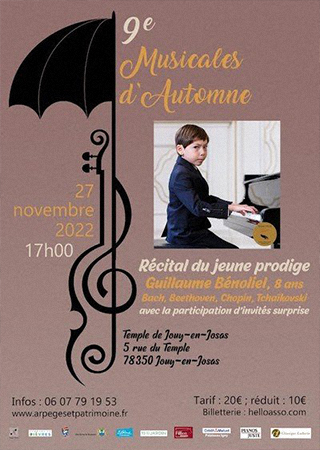 9e
Musicales
d'Automne
27
novembre
2022
17h00
Récital du jeune prodige
Guillaume Bénoliel, 8 ans
Bach, Beethoven, Chopin, Tchaïkovski
avec la participation d'invités surprise
Temple de Jouy-en-Josas
5 rue du Temple
78350 Jouy-en-Josas
Infos : 06 07 79 19 53
www.arpegesetpatrimoine.fr
Tarif : 20€ ; réduit : 10€
Billetterie : helloasso.com